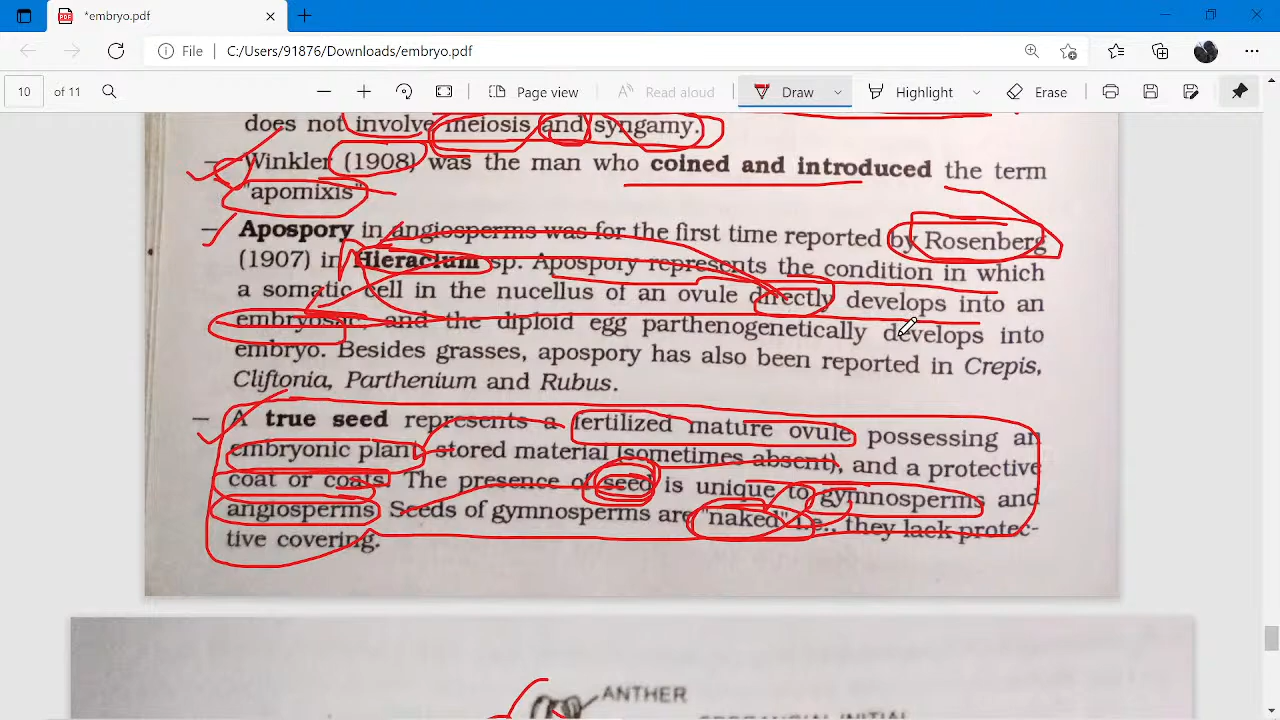 *embryo.pdf
File
C:/Users/91876/Downloads/embryo.pdf
10 of 11
Page view
Read aloud
Draw
Highlight
Erase
does not involve meiosis and syngamy.
– Winkler (1908) was the man who coined and introduced the term
"apomixis"
– Apospory in angiosperms was for the first time reported by Rosenberg
(1907) in Hieraclum sp. Apospory represents the condition in which
a somatic cell in the nucellus of an ovule directly develops into an
embryosac, and the diploid egg parthenogenetically develops into
embryo. Besides grasses, apospory has also been reported in Crepis,
Cliftonia, Parthenium and Rubus.
– A true seed represents a fertilized mature ovule possessing an
embryonic plant stored material (sometimes absent), and a protective
coat or coats. The presence of seed is unique to gymnosperms and
angiosperms Seeds of gymnosperms are "naked" i.e., they lack protec-
tive covering.
ANTHER